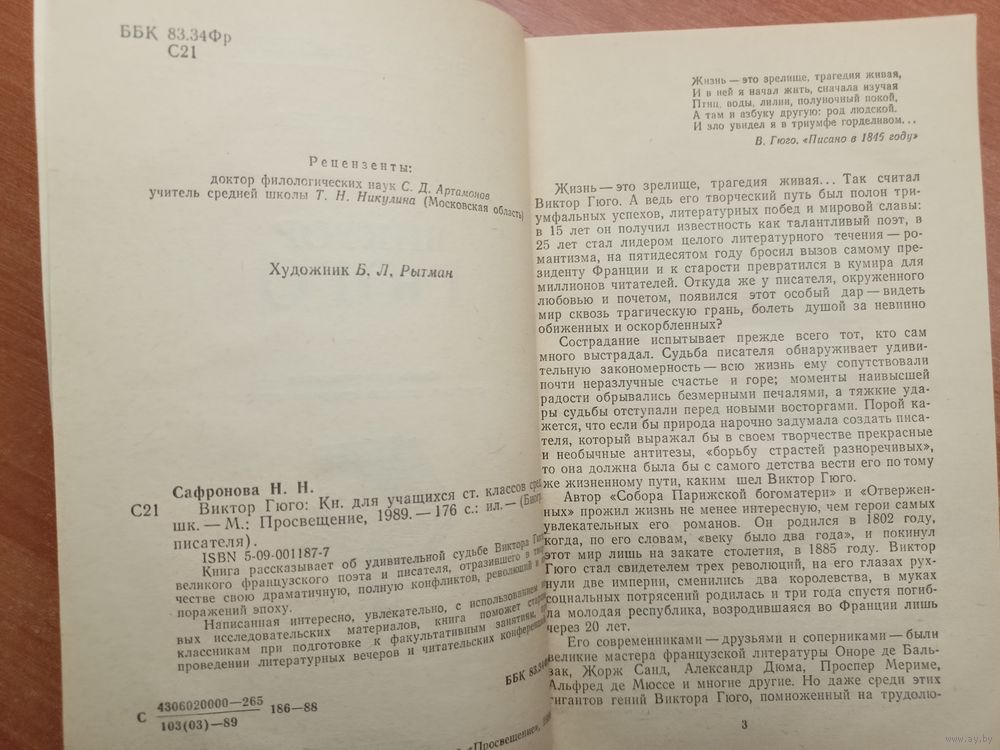 ББК 83.34Фр
С21
Рецензенты:
доктор филологических наук С. Д. Артамонов
учитель средней школы Т. Н. Никулина (Московская область)
Художник Б. Л. Рытман
Сафронова Н. Н.
С21 Виктор Гюго: Кн. для учащихся ст. классов сред.
шк. — М.: Просвещение, 1989. — 176 с.: ил. — (Биогр.
писателя).
ISBN 5-09-001187-7
Книга рассказывает об удивительной судьбе Виктора
великого французского поэта и писателя, отразившего в
честве свою драматичную, полную конфликтов, революций и
поражений эпоху.
Написанная интересно, увлекательно, с использованием
вых исследовательских материалов, книга поможет
классникам при подготовке к факультативным занятиям,
проведении литературных вечеров и читательских конференций
ББК 83.34Фр
С 4306020000—265
103(03)—89
186—88
«Просвещение»,
Жизнь — это зрелище, трагедия живая,
И в ней я начал жить, сначала изучая
Птиц, воды, лилии, полуночный покой,
А там и азбуку другую: род людской.
И зло увидел я в триумфе горделивом...
В. Гюго. «Писано в 1845 году»
Жизнь — это зрелище, трагедия живая... Так считал
Виктор Гюго. А ведь его творческий путь был полон три-
умфальных успехов, литературных побед и мировой славы:
в 15 лет он получил известность как талантливый поэт, в
25 лет стал лидером целого литературного течения — ро-
мантизма, на пятидесятом году бросил вызов самому пре-
зиденту Франции и к старости превратился в кумира для
миллионов читателей. Откуда же у писателя, окруженного
любовью и почетом, появился этот особый дар — видеть
мир сквозь трагическую грань, болеть душой за невинно
обиженных и оскорбленных?
Сострадание испытывает прежде всего тот, кто сам
много выстрадал. Судьба писателя обнаруживает удиви-
тельную закономерность — всю жизнь ему сопутствовали
почти неразлучные счастье и горе; моменты наивысшей
радости обрывались безмерными печалями, а тяжкие уда-
ры судьбы отступали перед новыми восторгами. Порой ка-
жется, что если бы природа нарочно задумала создать писа-
теля, который выражал бы в своем творчестве прекрасные
и необычные антитезы, «борьбу страстей разноречивых»,
то она должна была бы с самого детства вести его по тому
же жизненному пути, каким шел Виктор Гюго.
Автор «Собора Парижской богоматери» и «Отвержен-
ных» прожил жизнь не менее интересную, чем герои самых
увлекательных его романов. Он родился в 1802 году,
когда, по его словам, «веку было два года», и покинул
этот мир лишь на закате столетия, в 1885 году. Виктор
Гюго стал свидетелем трех революций, на его глазах рух-
нули две империи, сменились два королевства, в муках
социальных потрясений родилась и три года спустя погиб-
ла молодая республика, возродившаяся во Франции лишь
через 20 лет.
Его современниками — друзьями и соперниками — были
великие мастера французской литературы Оноре де Баль-
зак, Жорж Санд, Александр Дюма, Проспер Мериме,
Альфред де Мюссе и многие другие. Но даже среди этих
гигантов гений Виктора Гюго, помноженный на трудолю-
3
www.ay.by